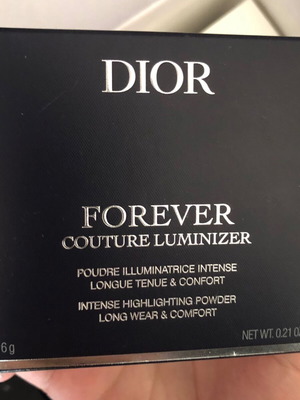 DIOR
FOREVER
COUTURE LUMINIZER
POUDRE ILLUMINATRICE INTENSE
LONGUE TENUE & CONFORT
INTENSE HIGHLIGHTING POWDER
LONG WEAR & COMFORT
6 g NET WT. 0.21